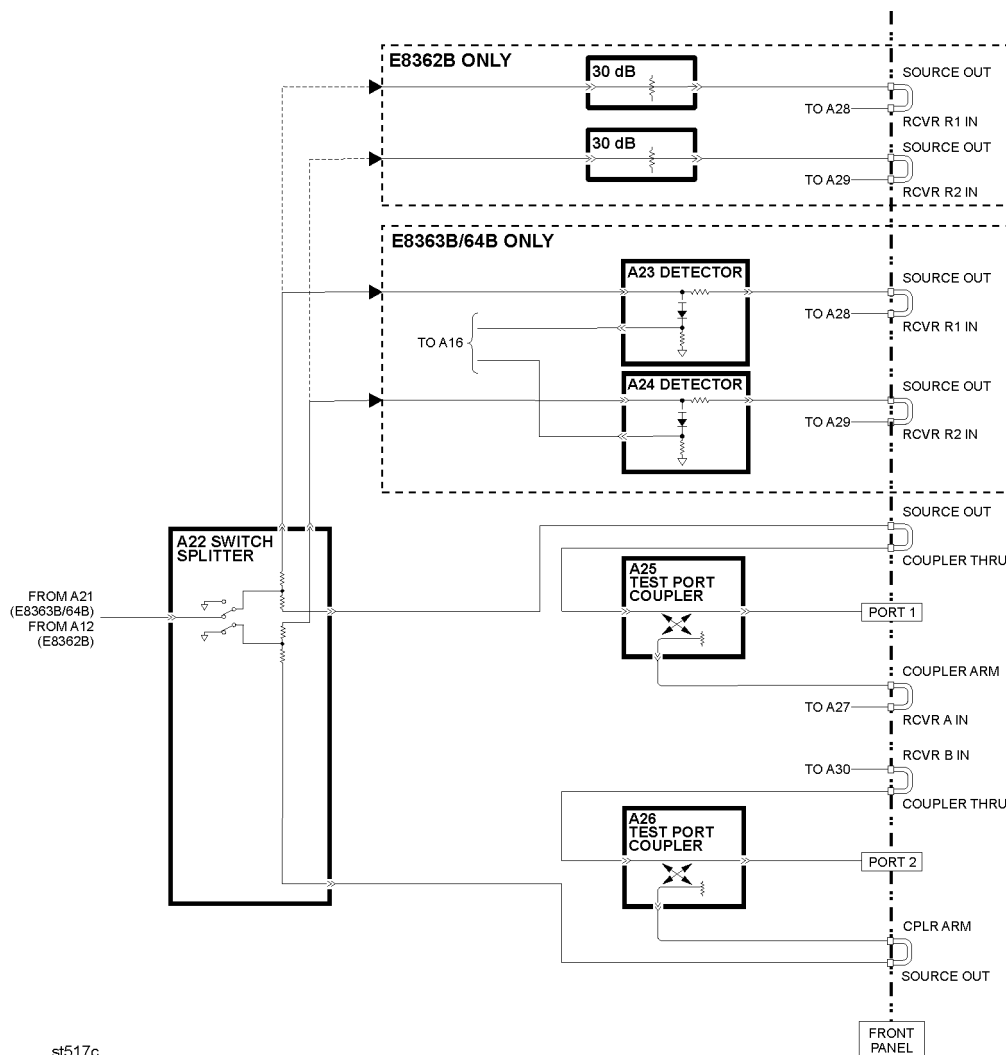 E8362B ONLY
30 dB
SOURCE OUT
TO A28
RCVR R1 IN
30 dB
SOURCE OUT
TO A29
RCVR R2 IN
E8363B/64B ONLY
A23 DETECTOR
SOURCE OUT
TO A28
RCVR R1 IN
TO A16
A24 DETECTOR
SOURCE OUT
TO A29
RCVR R2 IN
SOURCE OUT
COUPLER THRU
A22 SWITCH
SPLITTER
A25
TEST PORT
COUPLER
FROM A21
(E8363B/64B)
FROM A12
(E8362B)
PORT 1
COUPLER ARM
TO A27
RCVR A IN
RCVR B IN
TO A30
COUPLER THRU
A26
TEST PORT
COUPLER
PORT 2
CPLR ARM
SOURCE OUT
FRONT
PANEL
st517c